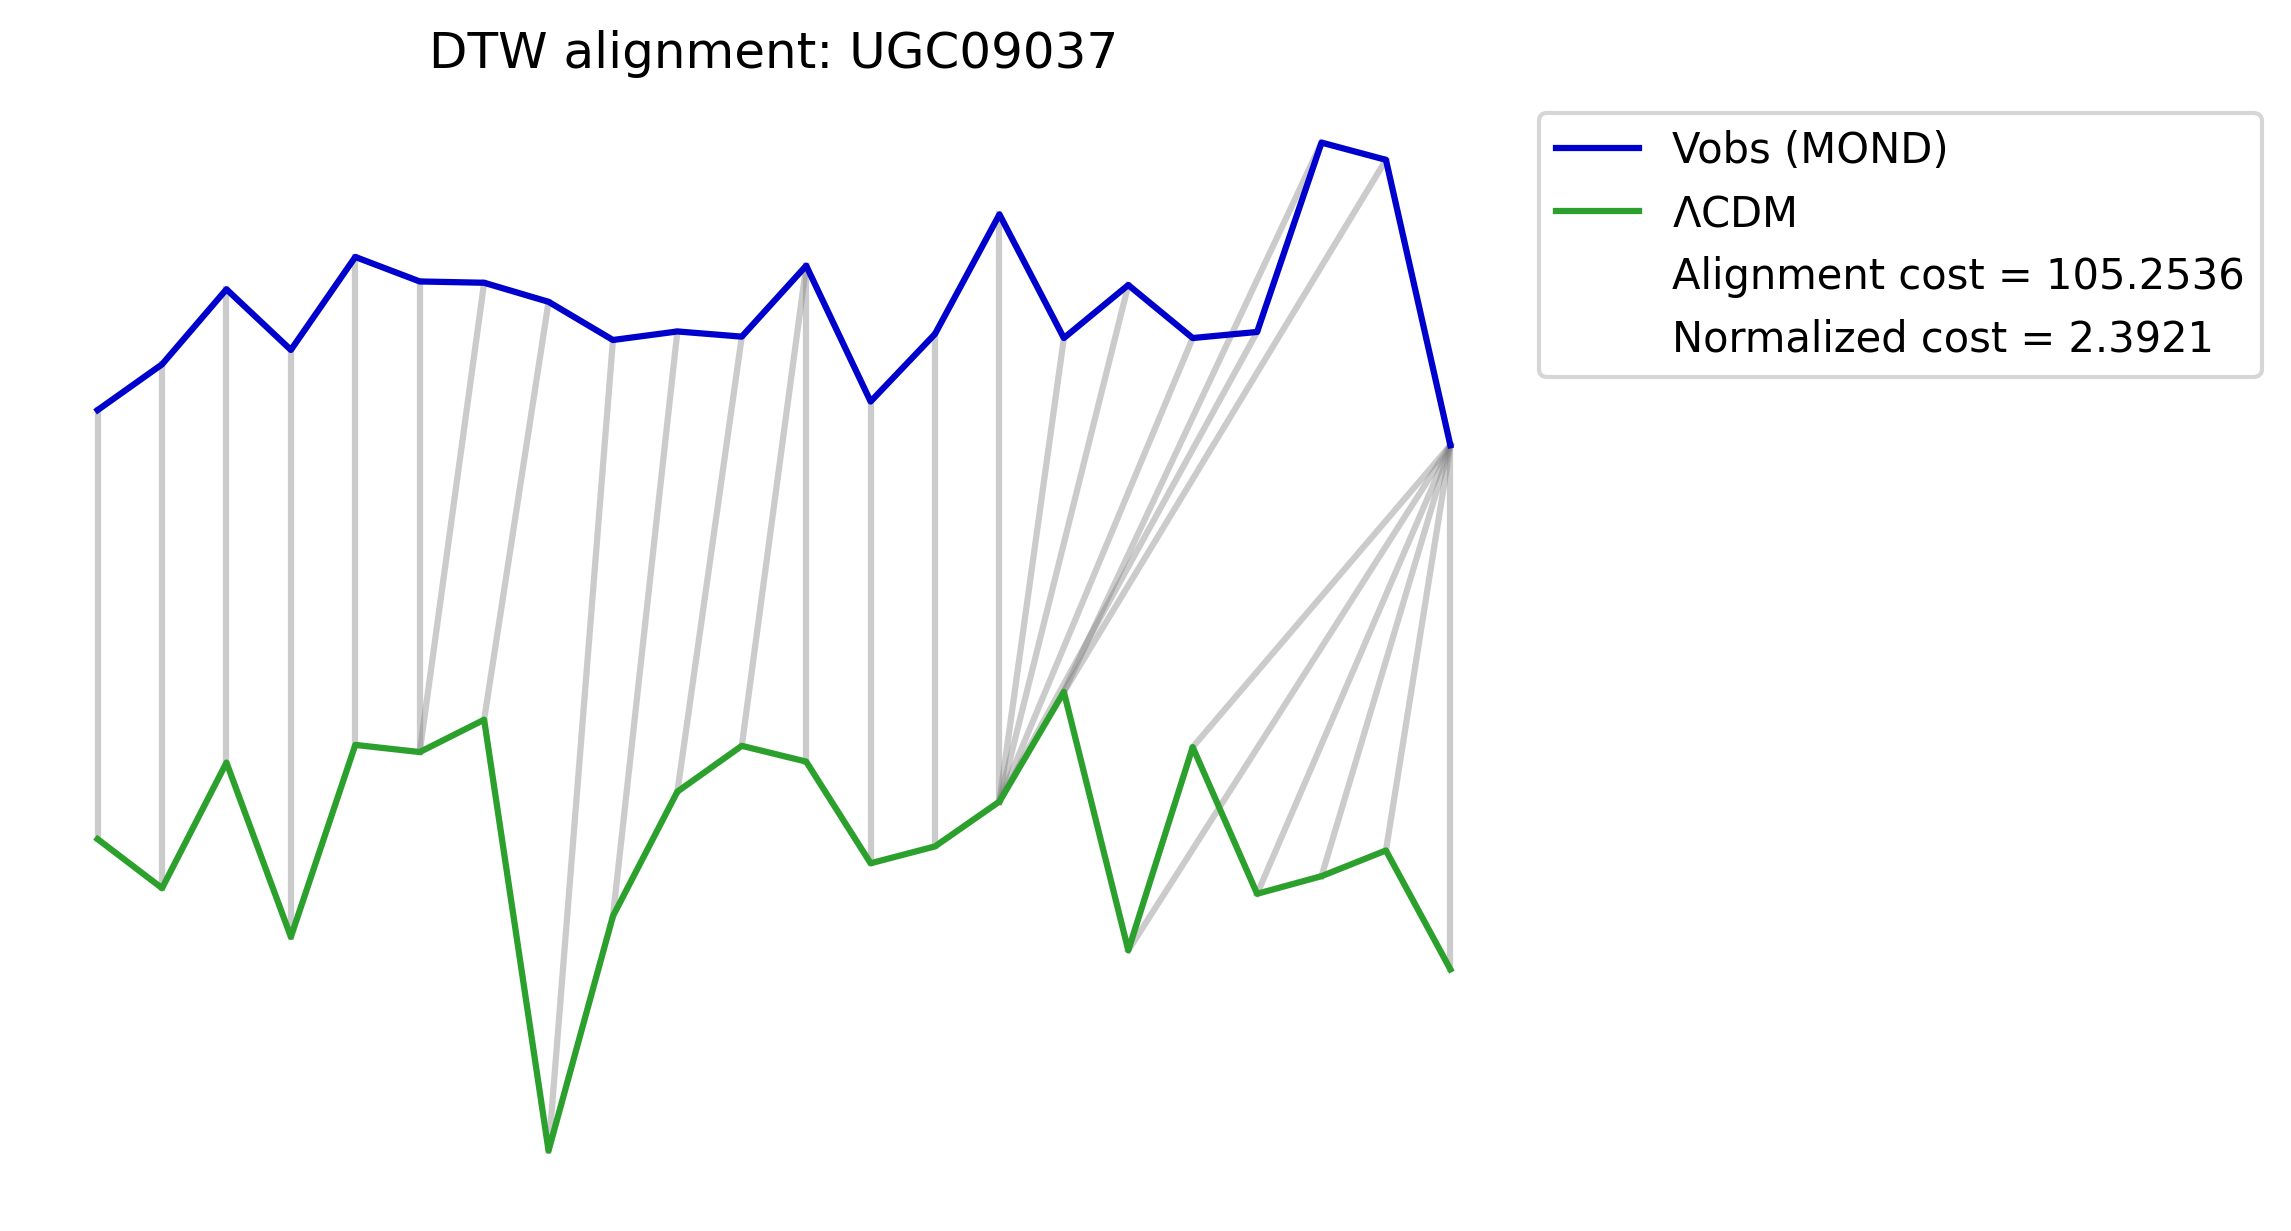 DTW alignment: UGC09037
Vobs (MOND)
ΛCDM
Alignment cost = 105.2536
Normalized cost = 2.3921